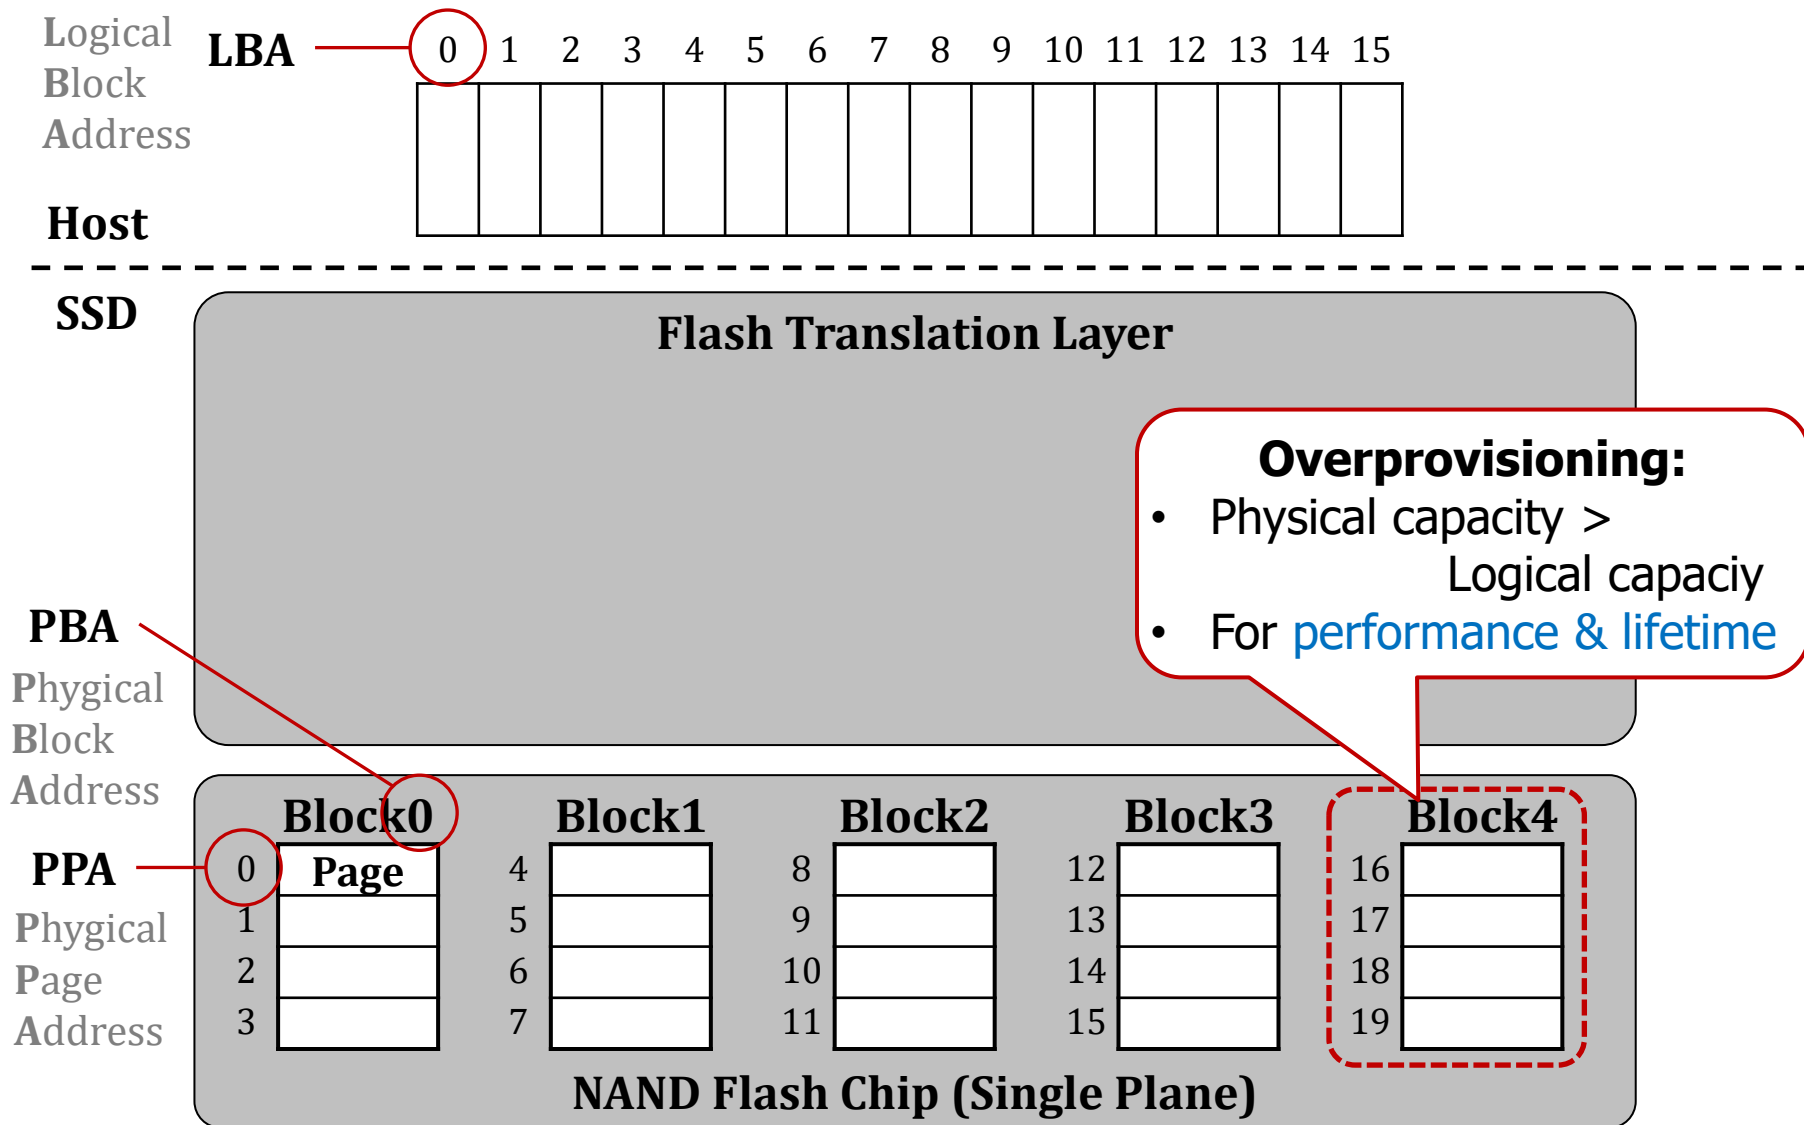 Logical
Block
Address
LBA
0 1 2 3 4 5 6 7 8 9 10 11 12 13 14 15
Host
SSD
Flash Translation Layer
Overprovisioning:
• Physical capacity >
Logical capaciy
• For performance & lifetime
PBA
Phygical
Block
Address
PPA
Phygical
Page
Address
Block0 Block1 Block2 Block3 Block4
0 Page 4 8 12 16
1 5 9 13 17
2 6 10 14 18
3 7 11 15 19
NAND Flash Chip (Single Plane)